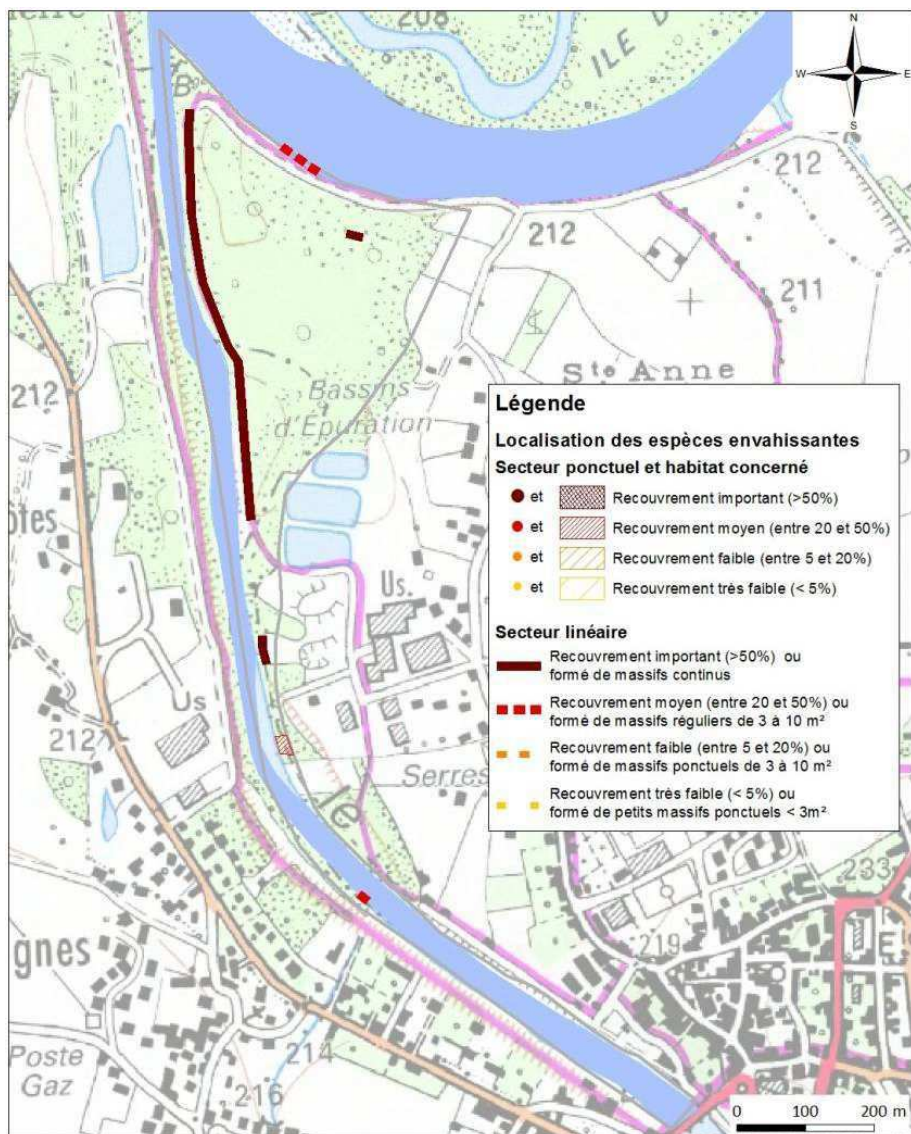 208
ILE D
N
W E
S
B
212
212
212
211
Ste ANNE
212
Bassins
d'Épuration
otes
Us.
Us
212
Serres
le
Légende
Localisation des espèces envahissantes
Secteur ponctuel et habitat concerné
et Recouvrement important (>50%)
et Recouvrement moyen (entre 20 et 50%)
et Recouvrement faible (entre 5 et 20%)
et Recouvrement très faible (< 5%)
Secteur linéaire
Recouvrement important (>50%) ou
formé de massifs continus
Recouvrement moyen (entre 20 et 50%) ou
formé de massifs réguliers de 3 à 10 m²
Recouvrement faible (entre 5 et 20%) ou
formé de massifs ponctuels de 3 à 10 m²
Recouvrement très faible (< 5%) ou
formé de petits massifs ponctuels < 3m²
233
219
E
gnes
Poste
Gaz
214
216
0 100 200 m